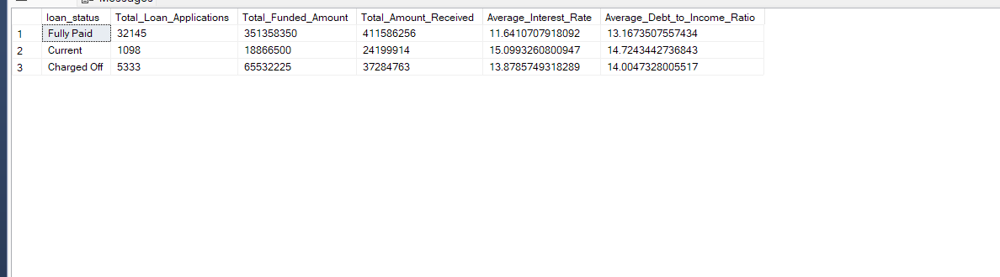 Messages
loan_status Total_Loan_Applications Total_Funded_Amount Total_Amount_Received Average_Interest_Rate Average_Debt_to_Income_Ratio
1 Fully Paid 32145 351358350 411586256 11.6410707918092 13.1673507557434
2 Current 1098 18866500 24199914 15.0993260800947 14.7243442736843
3 Charged Off 5333 65532225 37284763 13.8785749318289 14.0047328005517